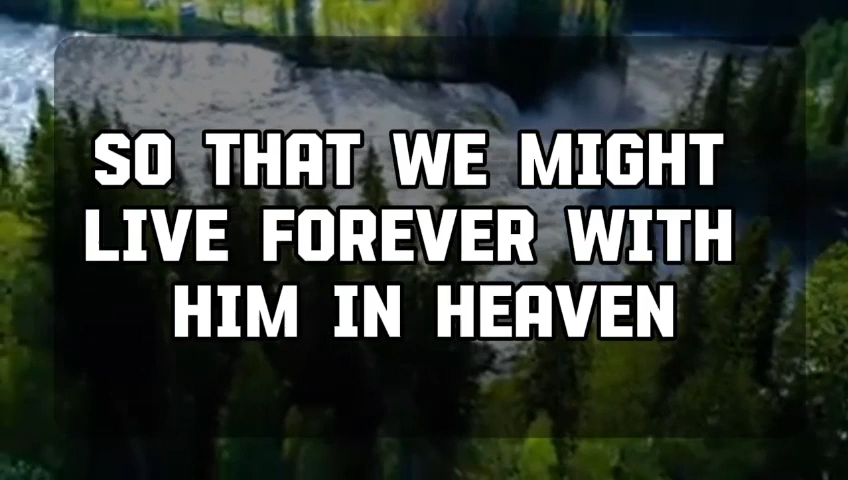 SO THAT WE MIGHT
LIVE FOREVER WITH
HIM IN HEAVEN